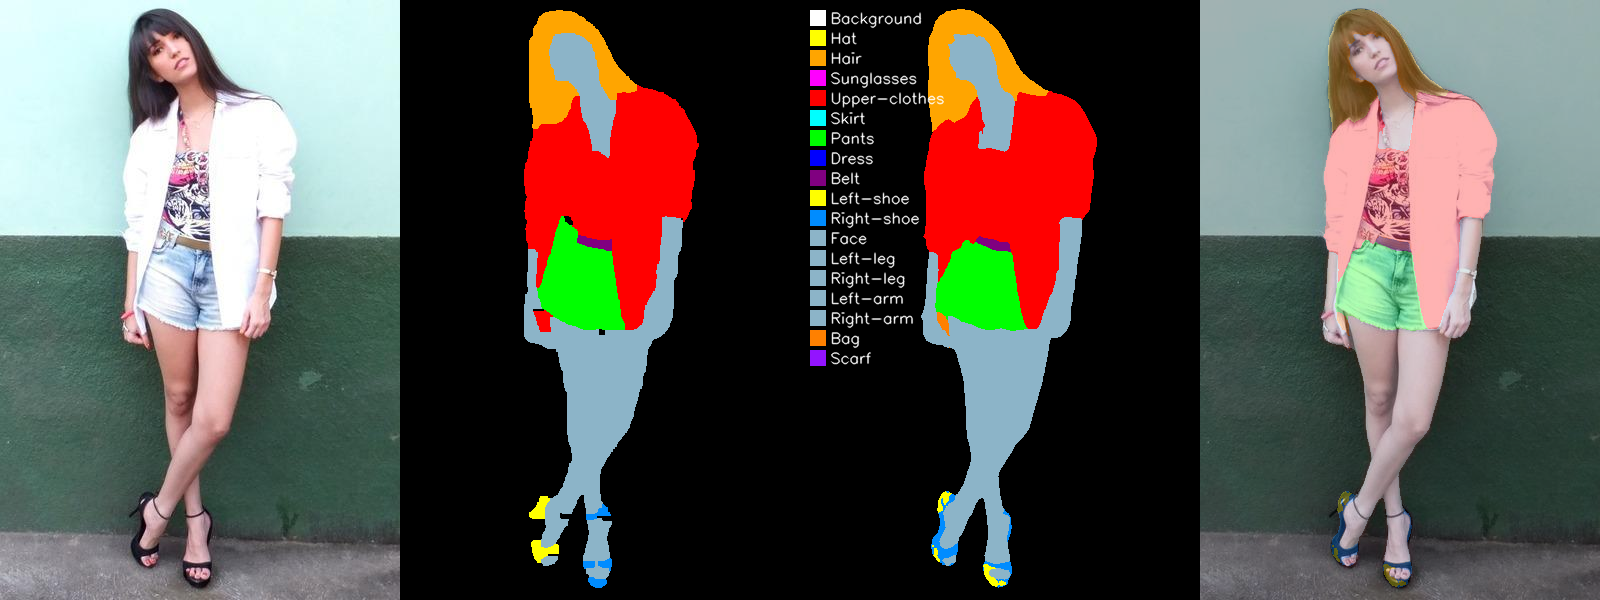 Background
Hat
Hair
Sunglasses
Upper-clothes
Skirt
Pants
Dress
Belt
Left-shoe
Right-shoe
Face
Left-leg
Right-leg
Left-arm
Right-arm
Bag
Scarf